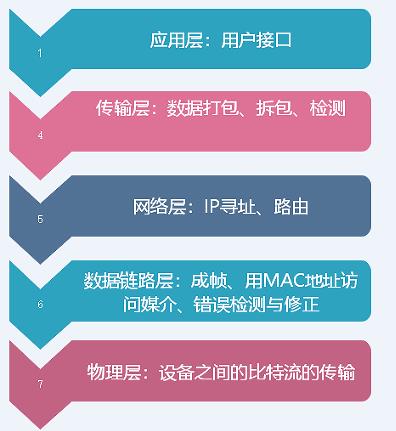 1
应用层：用户接口
4
传输层：数据打包、拆包、检测
5
网络层：IP寻址、路由
6
数据链路层：成帧、用MAC地址访
问媒介、错误检测与修正
7
物理层：设备之间的比特流的传输